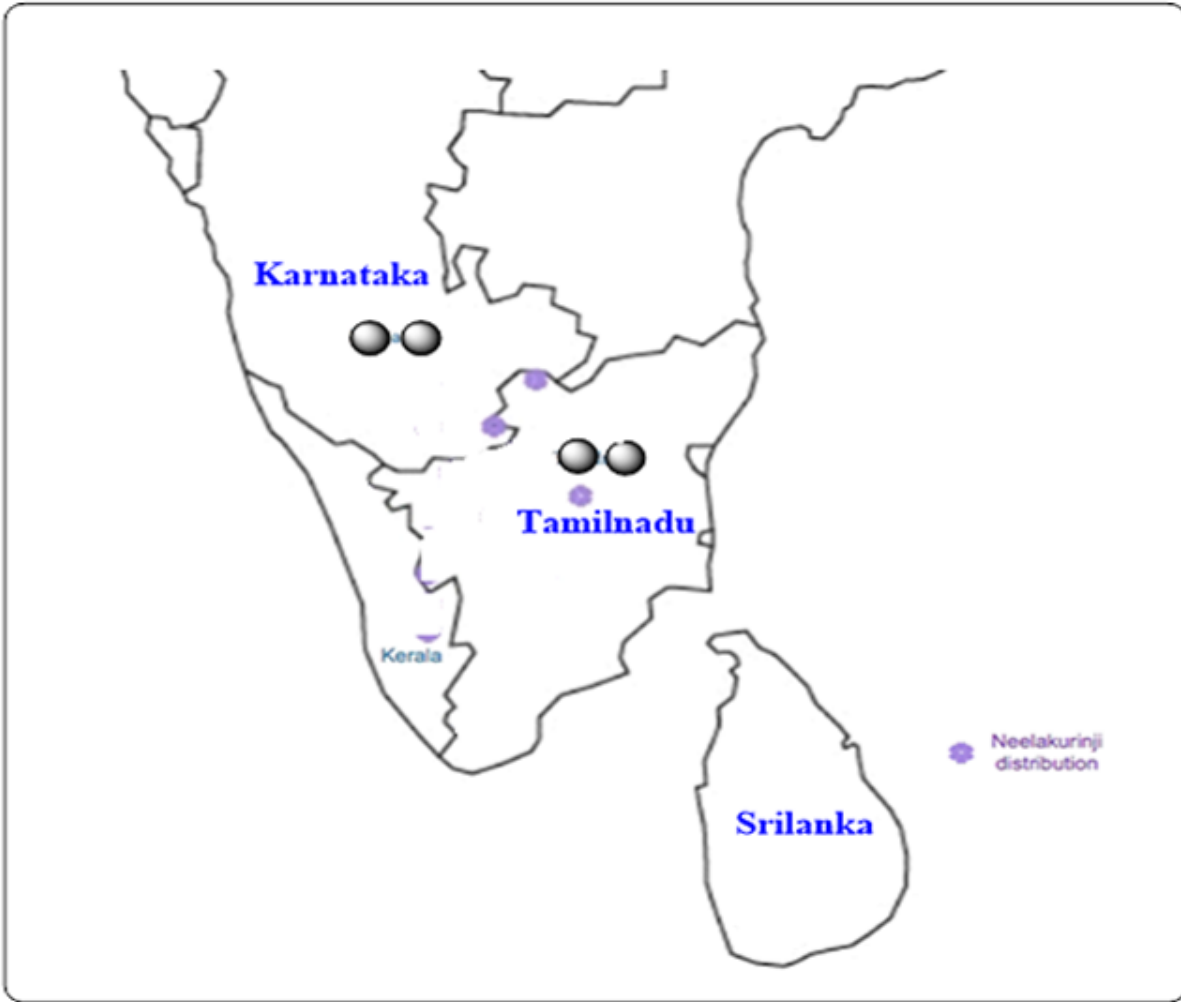 Karnataka
Tamilnadu
Kerala
Neelakurinji
distribution
Srilanka